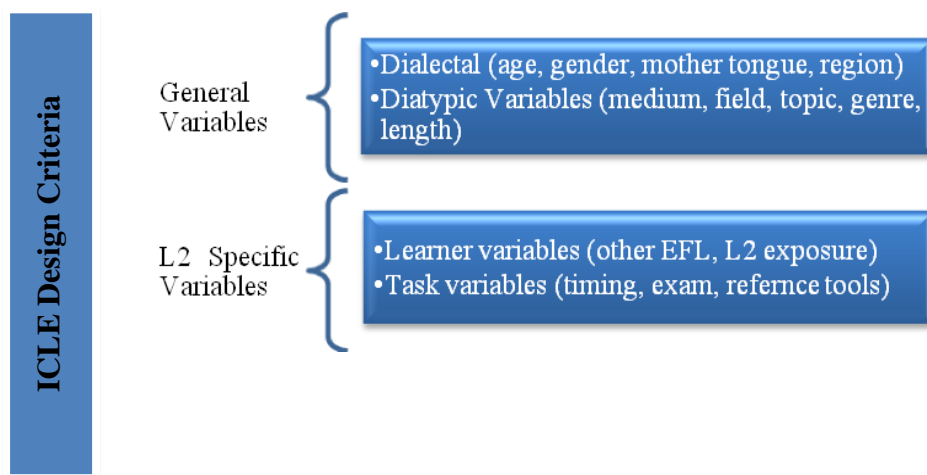 ICLE Design Criteria
General
Variables
•Dialectal (age, gender, mother tongue, region)
•Diatypic Variables (medium, field, topic, genre,
length)
L2 Specific
Variables
•Learner variables (other EFL, L2 exposure)
•Task variables (timing, exam, refernce tools)